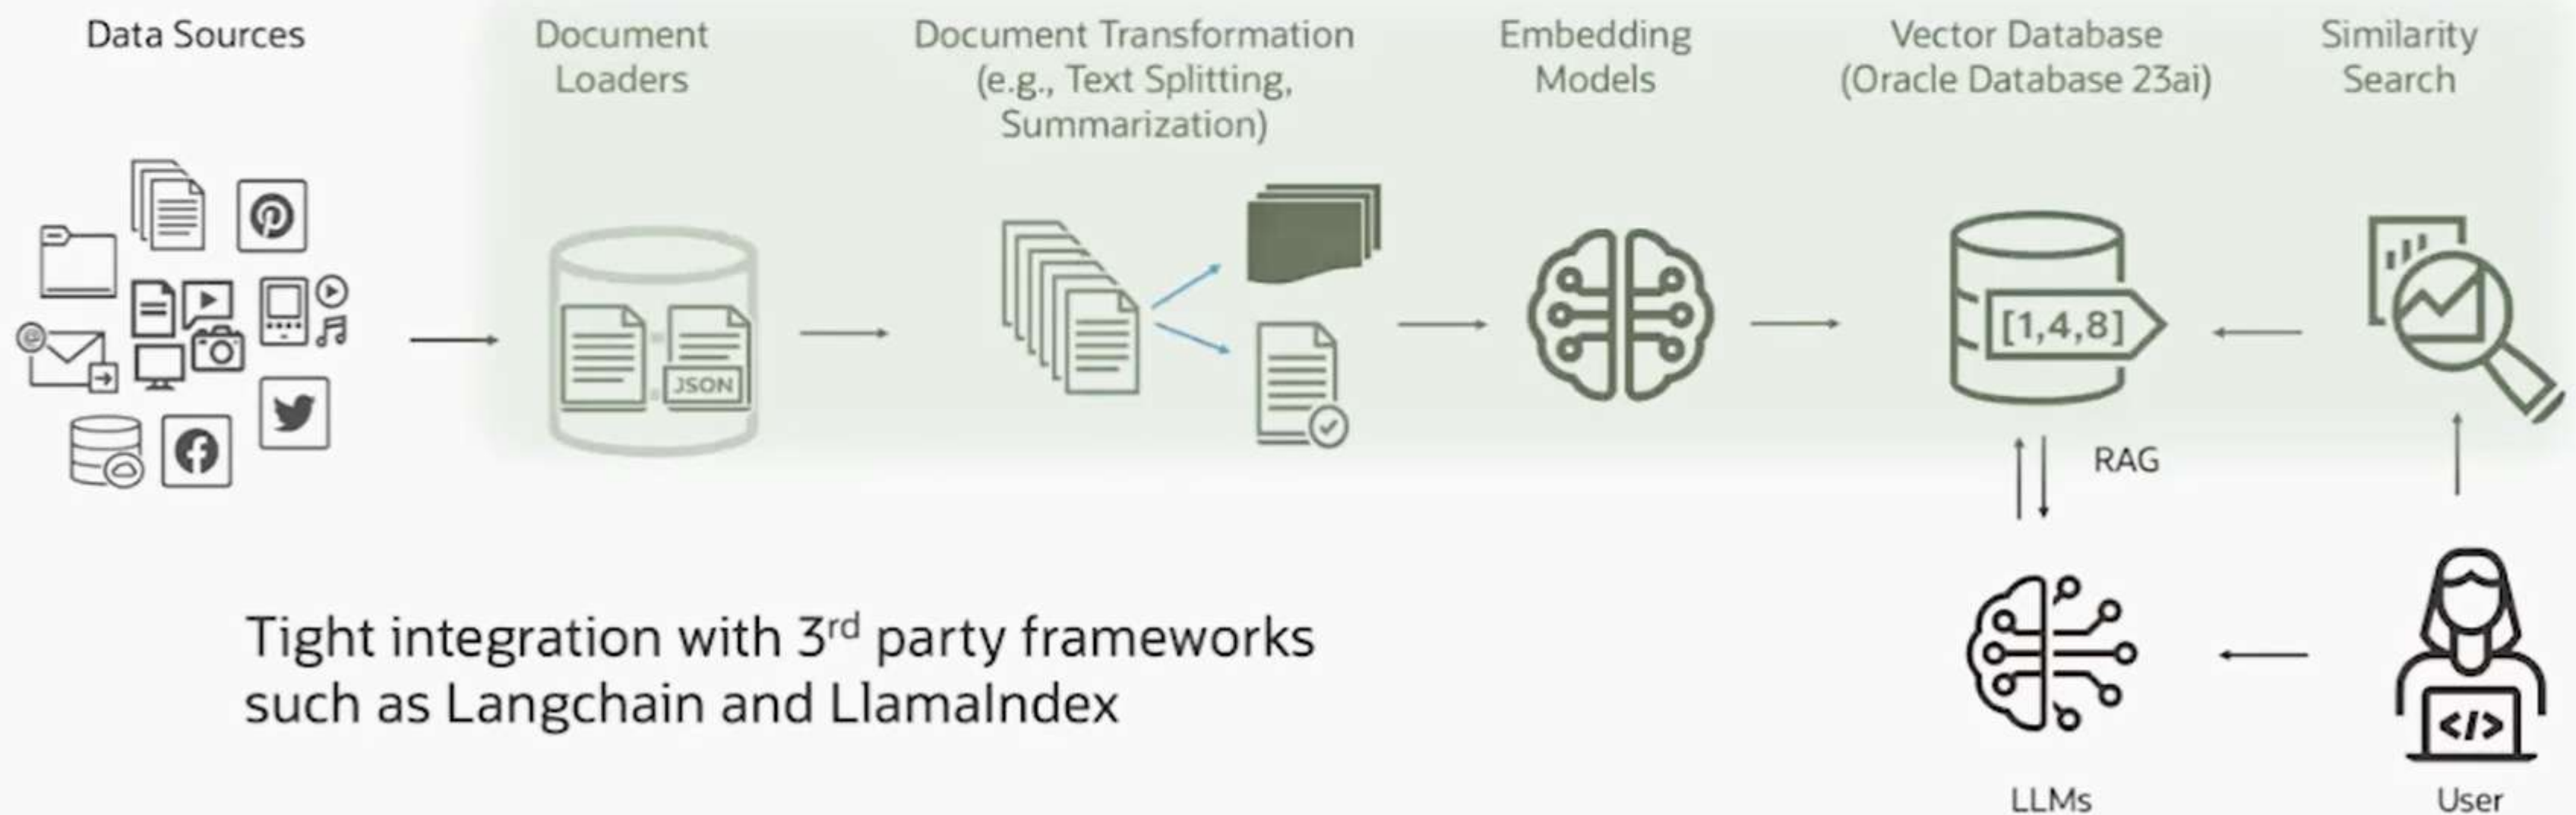 Data Sources
Document
Loaders
Document Transformation
(e.g., Text Splitting,
Summarization)
Embedding
Models
Vector Database
(Oracle Database 23ai)
Similarity
Search
@
JSON
[1,4,8]
RAG
Tight integration with 3rd party frameworks
such as Langchain and LlamaIndex
</>
LLMs
User